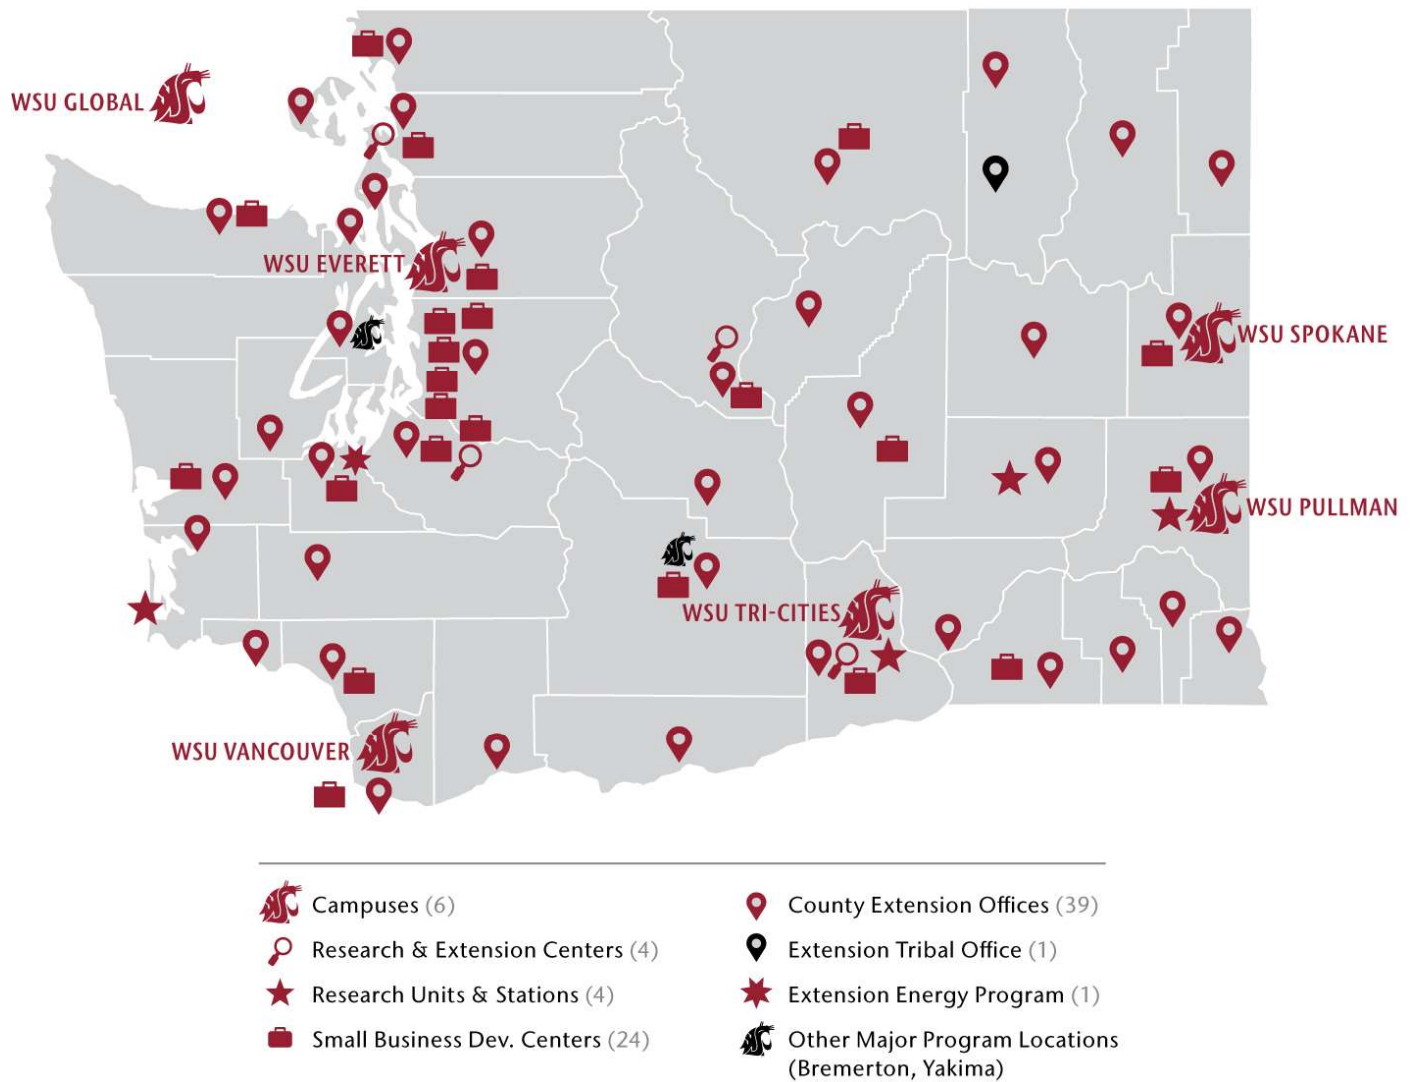 WSU GLOBAL
WSU EVERETT
WSU SPOKANE
WSU PULLMAN
WSU TRI-CITIES
WSU VANCOUVER
Campuses (6)
Research & Extension Centers (4)
Research Units & Stations (4)
Small Business Dev. Centers (24)
County Extension Offices (39)
Extension Tribal Office (1)
Extension Energy Program (1)
Other Major Program Locations
(Bremerton, Yakima)